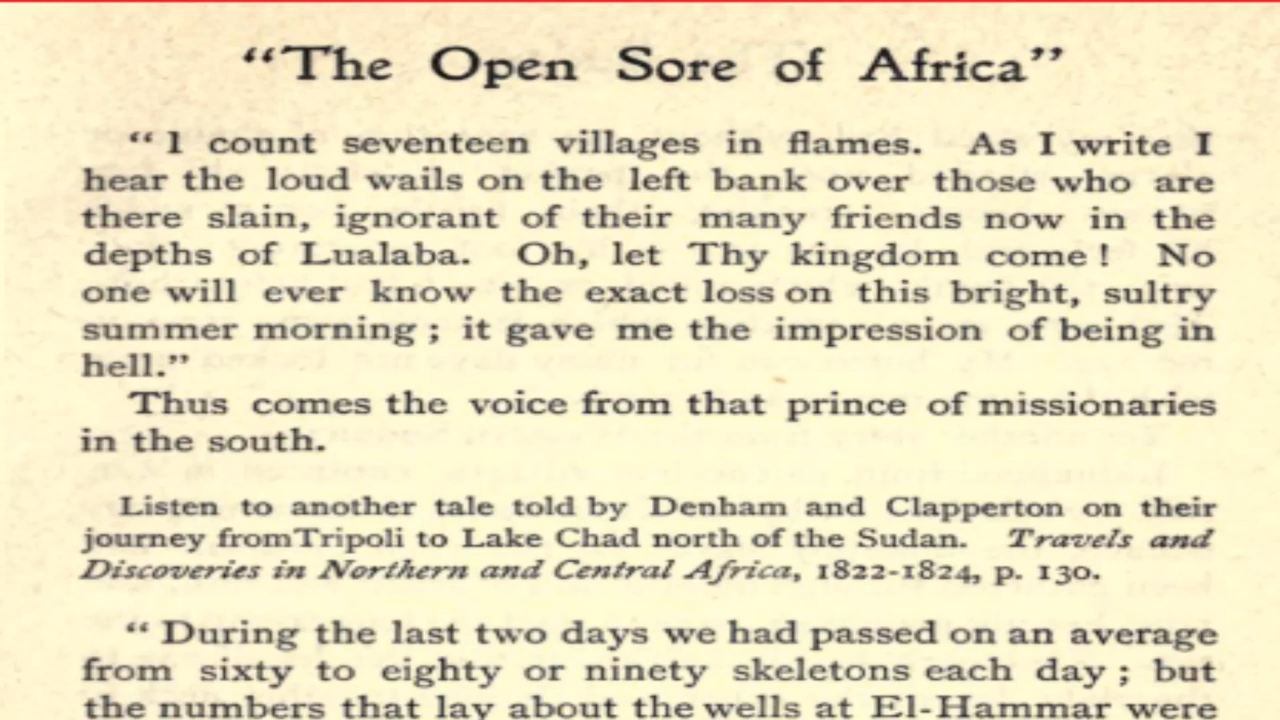 “The Open Sore of Africa”
“I count seventeen villages in flames. As I write I
hear the loud wails on the left bank over those who are
there slain, ignorant of their many friends now in the
depths of Lualaba. Oh, let Thy kingdom come! No
one will ever know the exact loss on this bright, sultry
summer morning; it gave me the impression of being in
hell.”
Thus comes the voice from that prince of missionaries
in the south.
Listen to another tale told by Denham and Clapperton on their
journey fromTripoli to Lake Chad north of the Sudan. Travels and
Discoveries in Northern and Central Africa, 1822-1824, p. 130.
“During the last two days we had passed on an average
from sixty to eighty or ninety skeletons each day; but
the numbers that lay about the wells at El-Hammar were